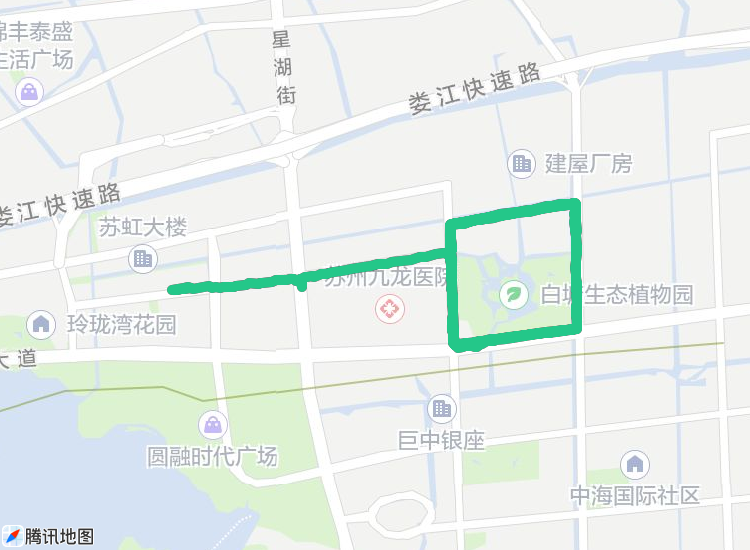 锦丰泰盛
生活广场
星湖街
娄江快速路
建屋厂房
娄江快速路
苏虹大楼
苏州九龙医院
白塘生态植物园
玲珑湾花园
大道
巨中银座
圆融时代广场
中海国际社区
腾讯地图